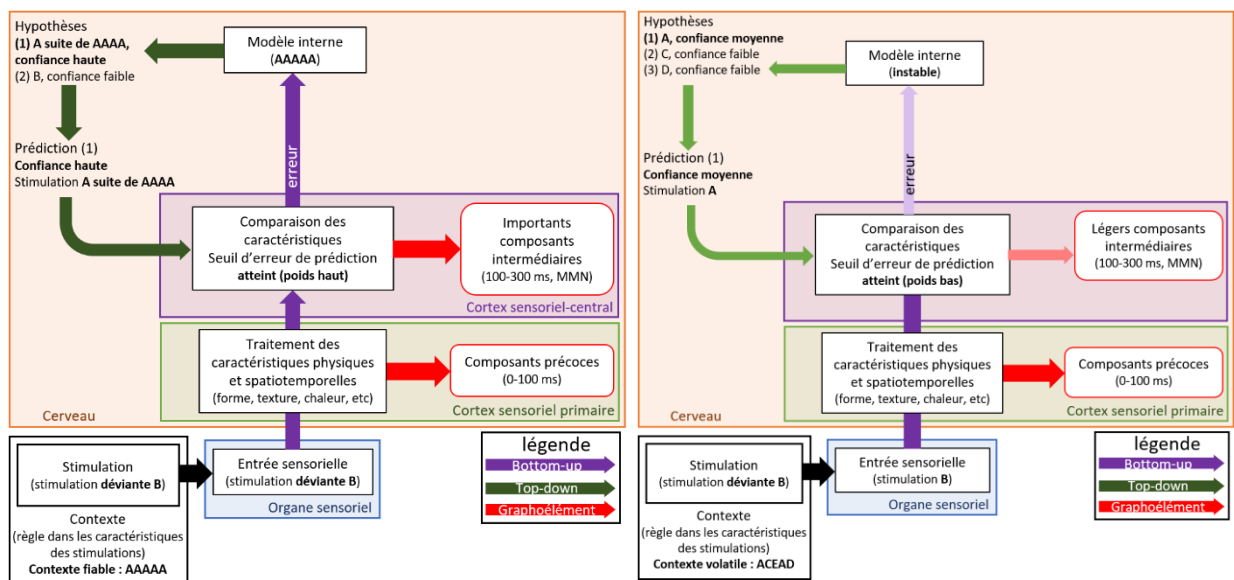 Hypothèses
(1) A suite de AAAA,
confiance haute
(2) B, confiance faible
Modèle interne
(AAAAA)
Prédiction (1)
Confiance haute
Stimulation A suite de AAAA
erreur
Comparaison des
caractéristiques
Seuil d'erreur de prédiction
atteint (poids haut)
Importants
composants
intermédiaires
(100-300 ms, MMN)
Cortex sensoriel-central
Traitement des
caractéristiques physiques
et spatiotemporelles
(forme, texture, chaleur, etc)
Composants précoces
(0-100 ms)
Cerveau
Cortex sensoriel primaire
Stimulation
(stimulation déviante B)
Entrée sensorielle
(stimulation déviante B)
Organe sensoriel
Contexte
(règle dans les caractéristiques
des stimulations)
Contexte fiable : AAAAA
légende
Bottom-up
Top-down
Graphoélément
Hypothèses
(1) A, confiance moyenne
(2) C, confiance faible
(3) D, confiance faible
Modèle interne
(instable)
Prédiction (1)
Confiance moyenne
Stimulation A
erreur
Comparaison des
caractéristiques
Seuil d'erreur de prédiction
atteint (poids bas)
Légers composants
intermédiaires
(100-300 ms, MMN)
Traitement des
caractéristiques physiques
et spatiotemporelles
(forme, texture, chaleur, etc)
Composants précoces
(0-100 ms)
Cerveau
Cortex sensoriel primaire
Stimulation
(stimulation déviante B)
Entrée sensorielle
(stimulation B)
Organe sensoriel
Contexte
(règle dans les caractéristiques
des stimulations)
Contexte volatile : ACEAD
légende
Bottom-up
Top-down
Graphoélément